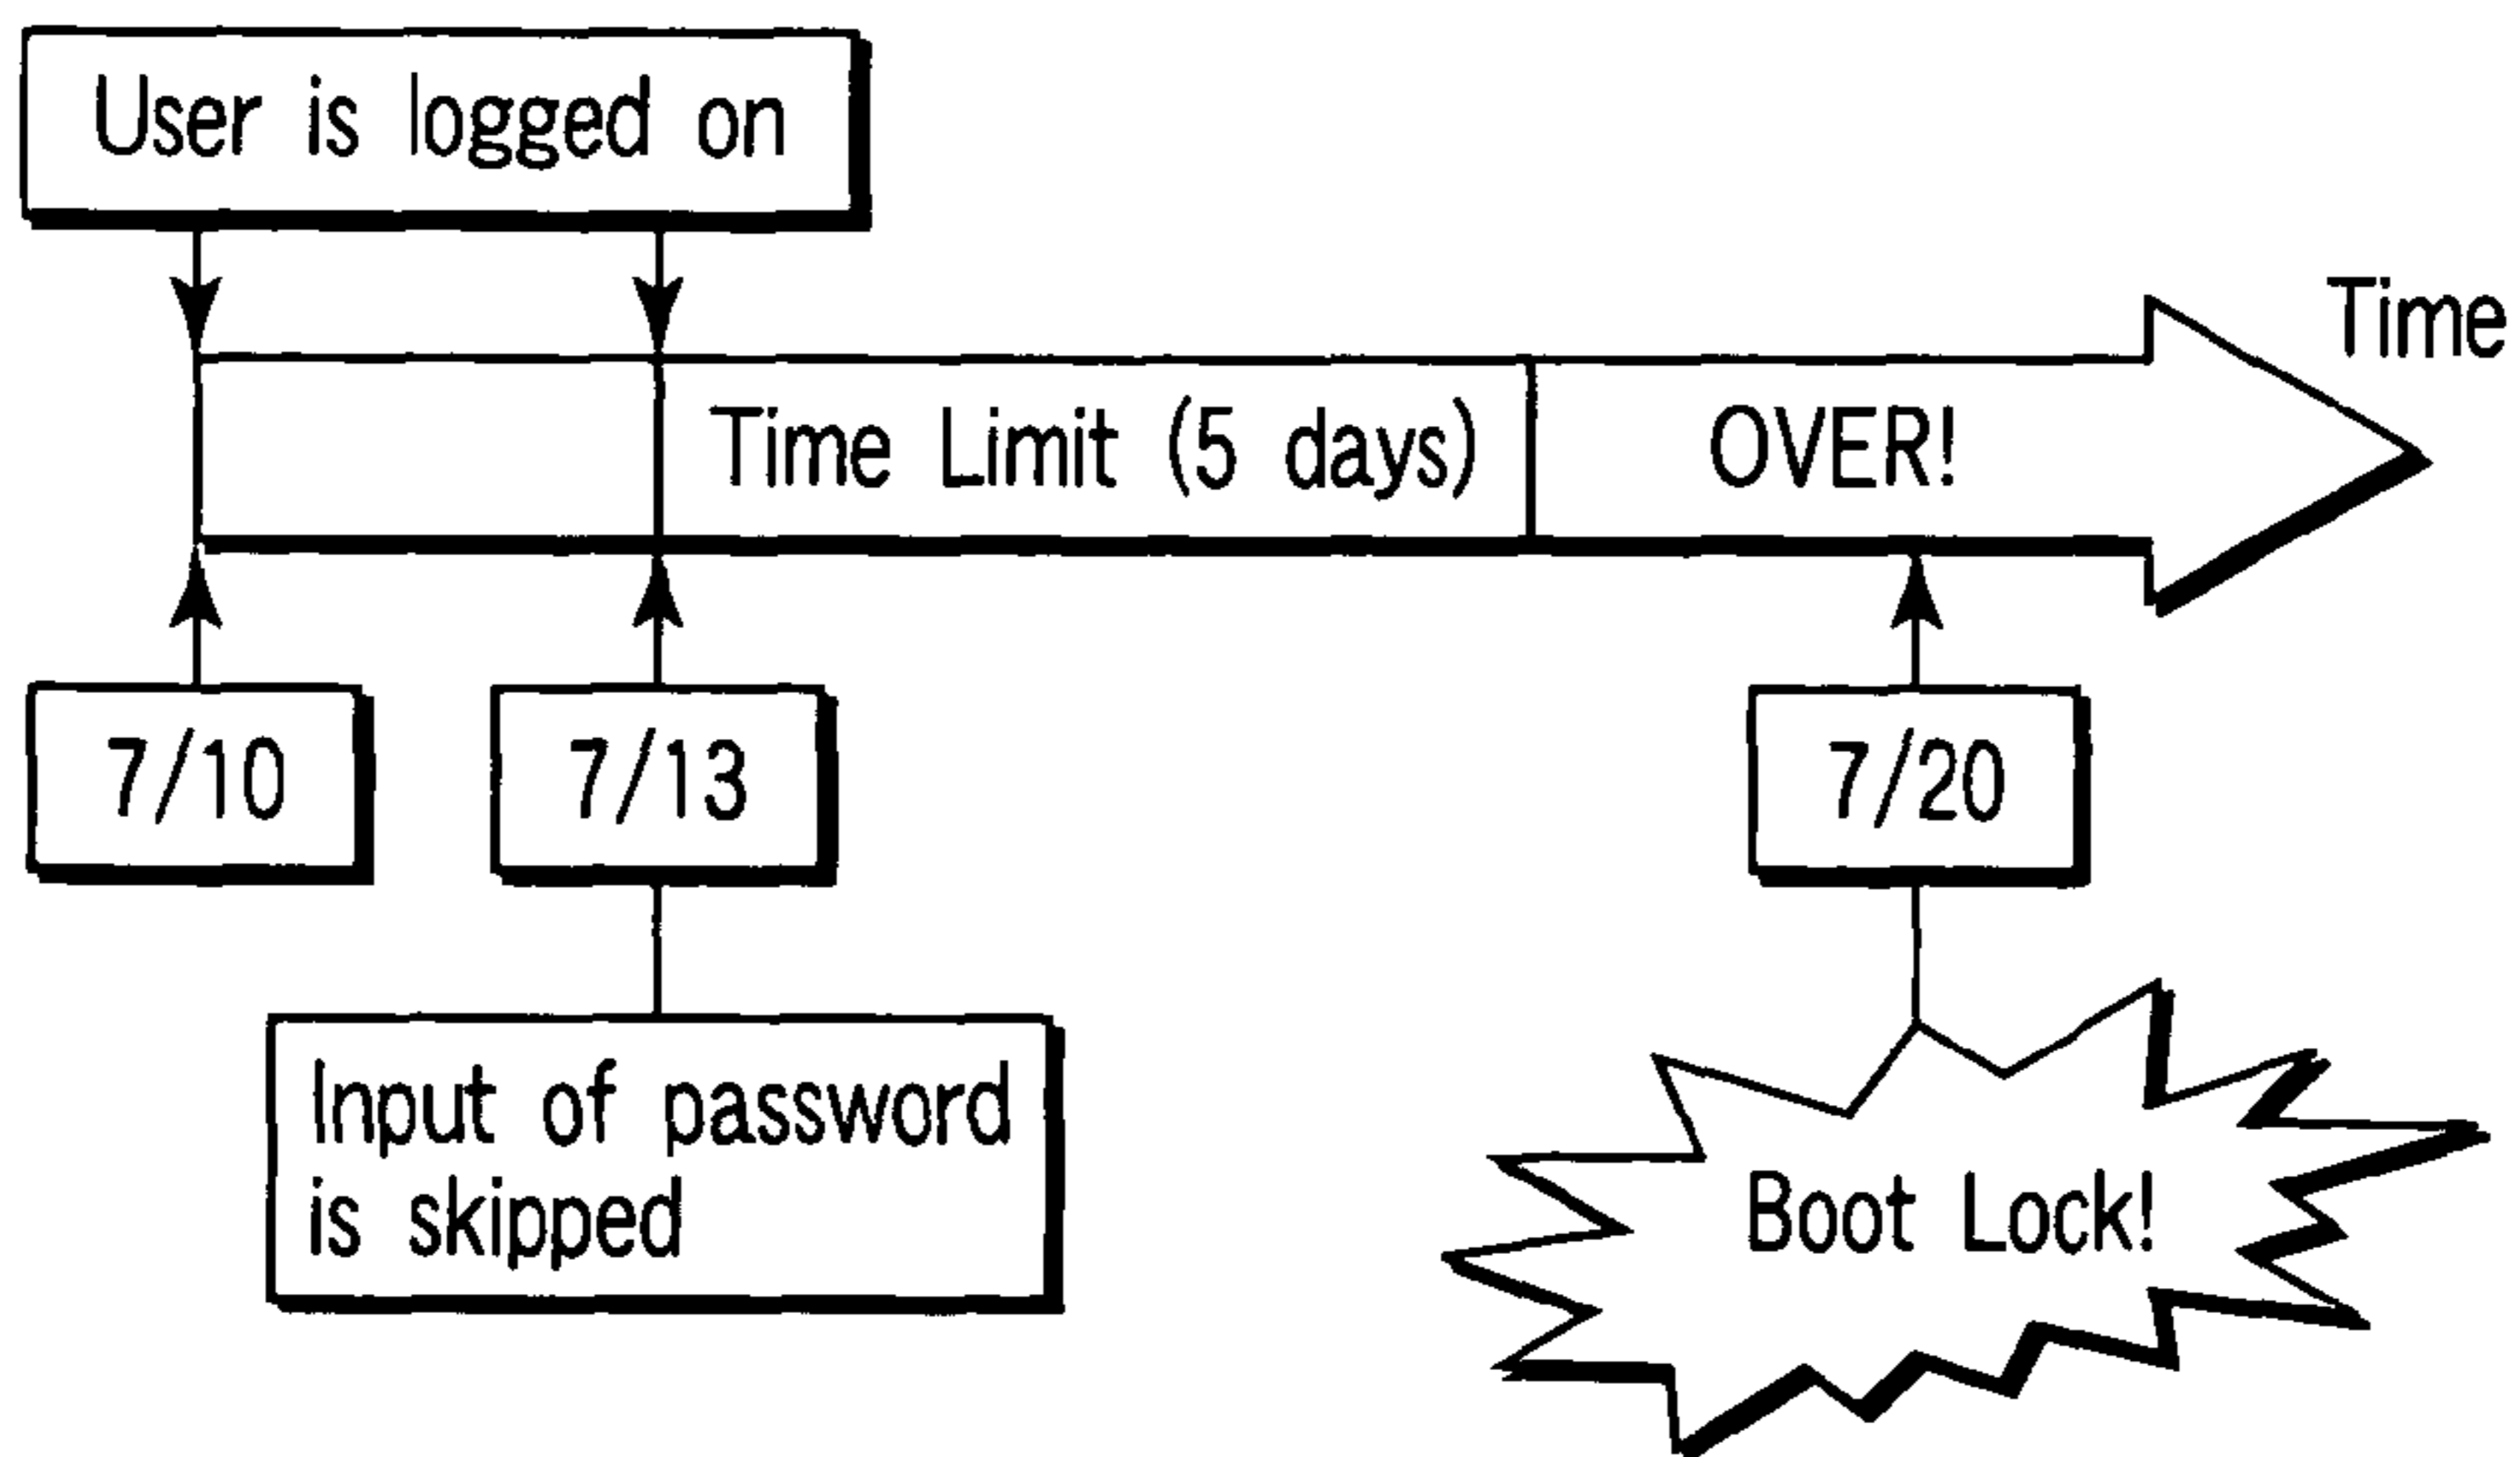 User is logged on
Time
Time Limit (5 days)
OVER!
7/10
7/13
7/20
Input of password
is skipped
Boot Lock!